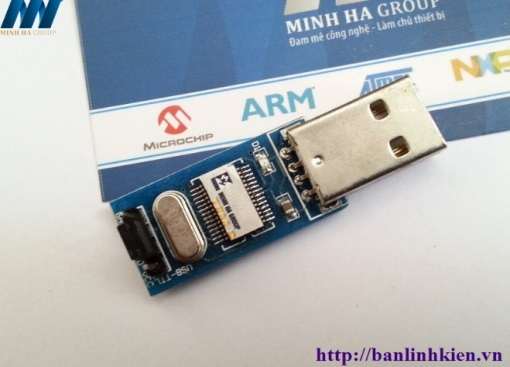 MINH HA GROUP
MINH HA GROUP
Đam mê công nghệ - Làm chủ thiết bị
MICROCHIP
ARM
NXP
D1
USB-TTL
http://banlinhkien.vn